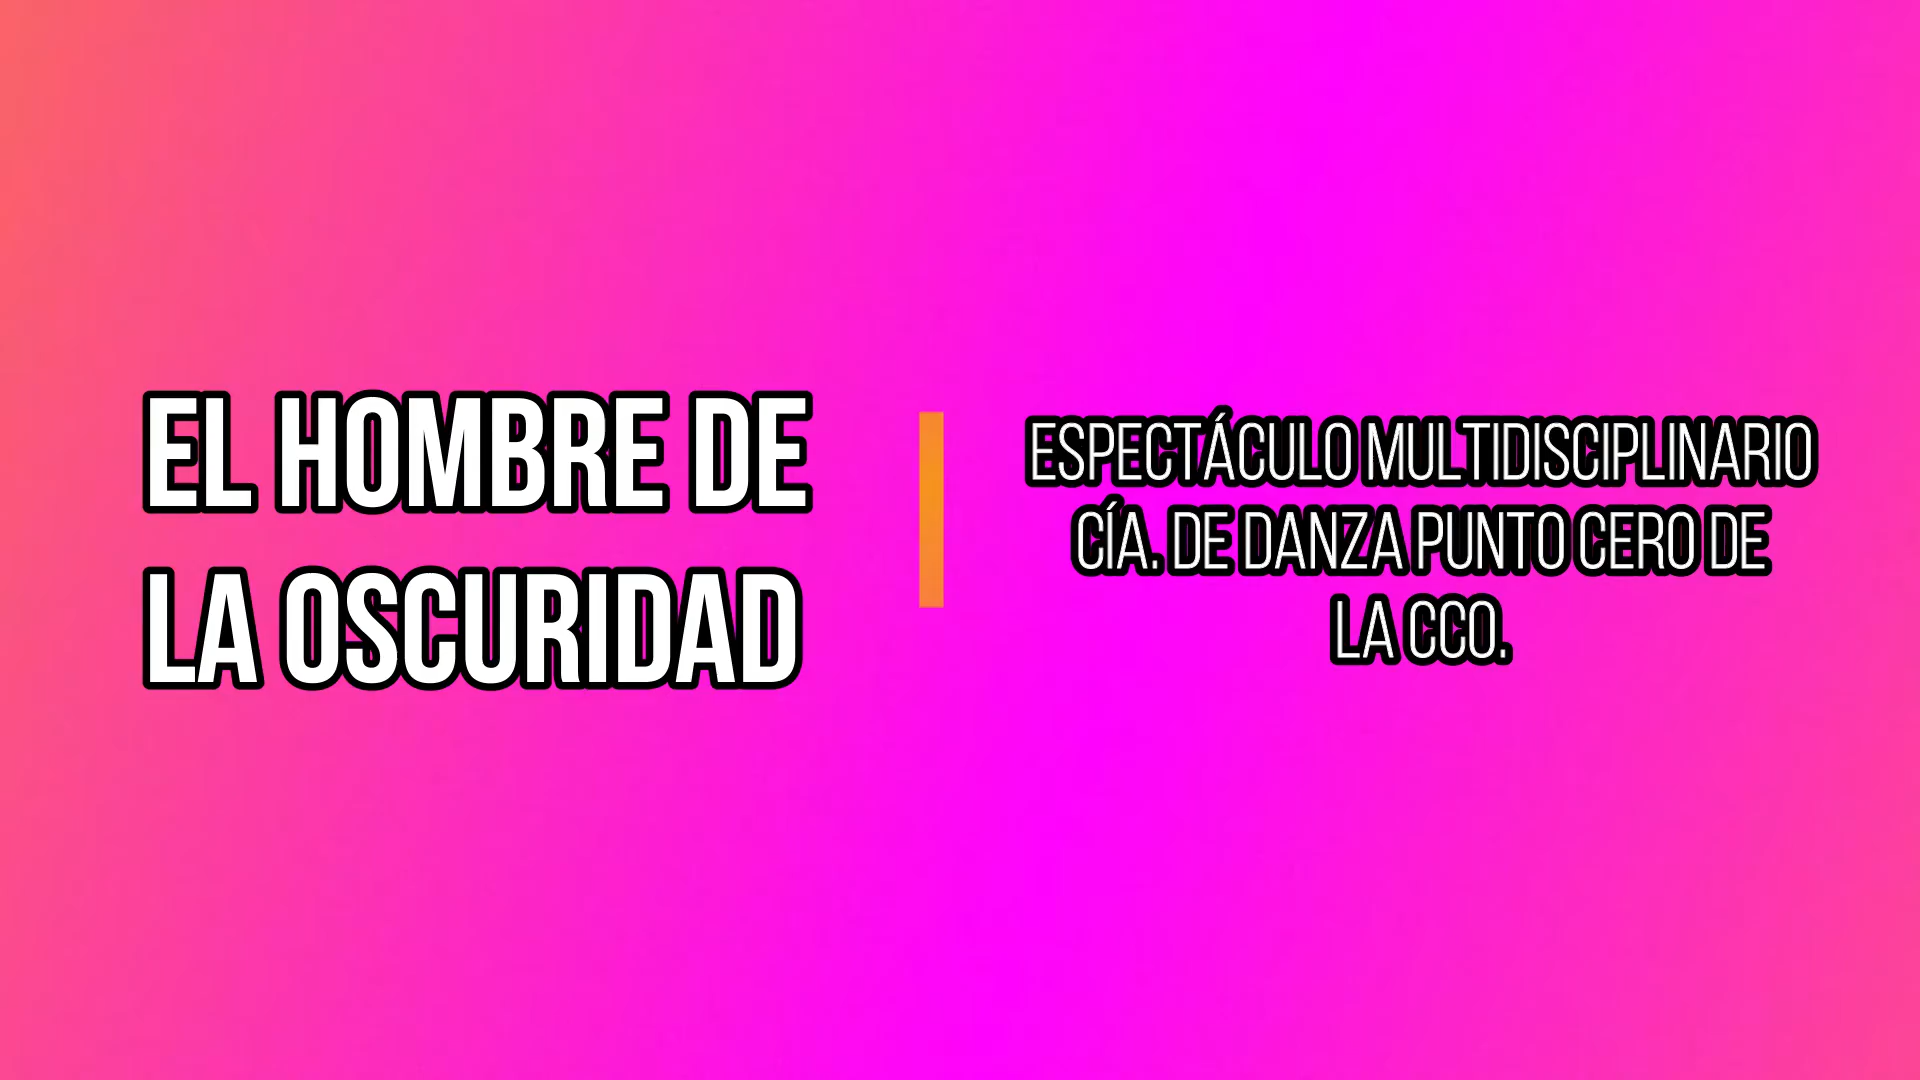 EL HOMBRE DE
LA OSCURIDAD
ESPECTÁCULO MULTIDISCIPLINARIO
CÍA. DE DANZA PUNTO CERO DE
LA CCO.